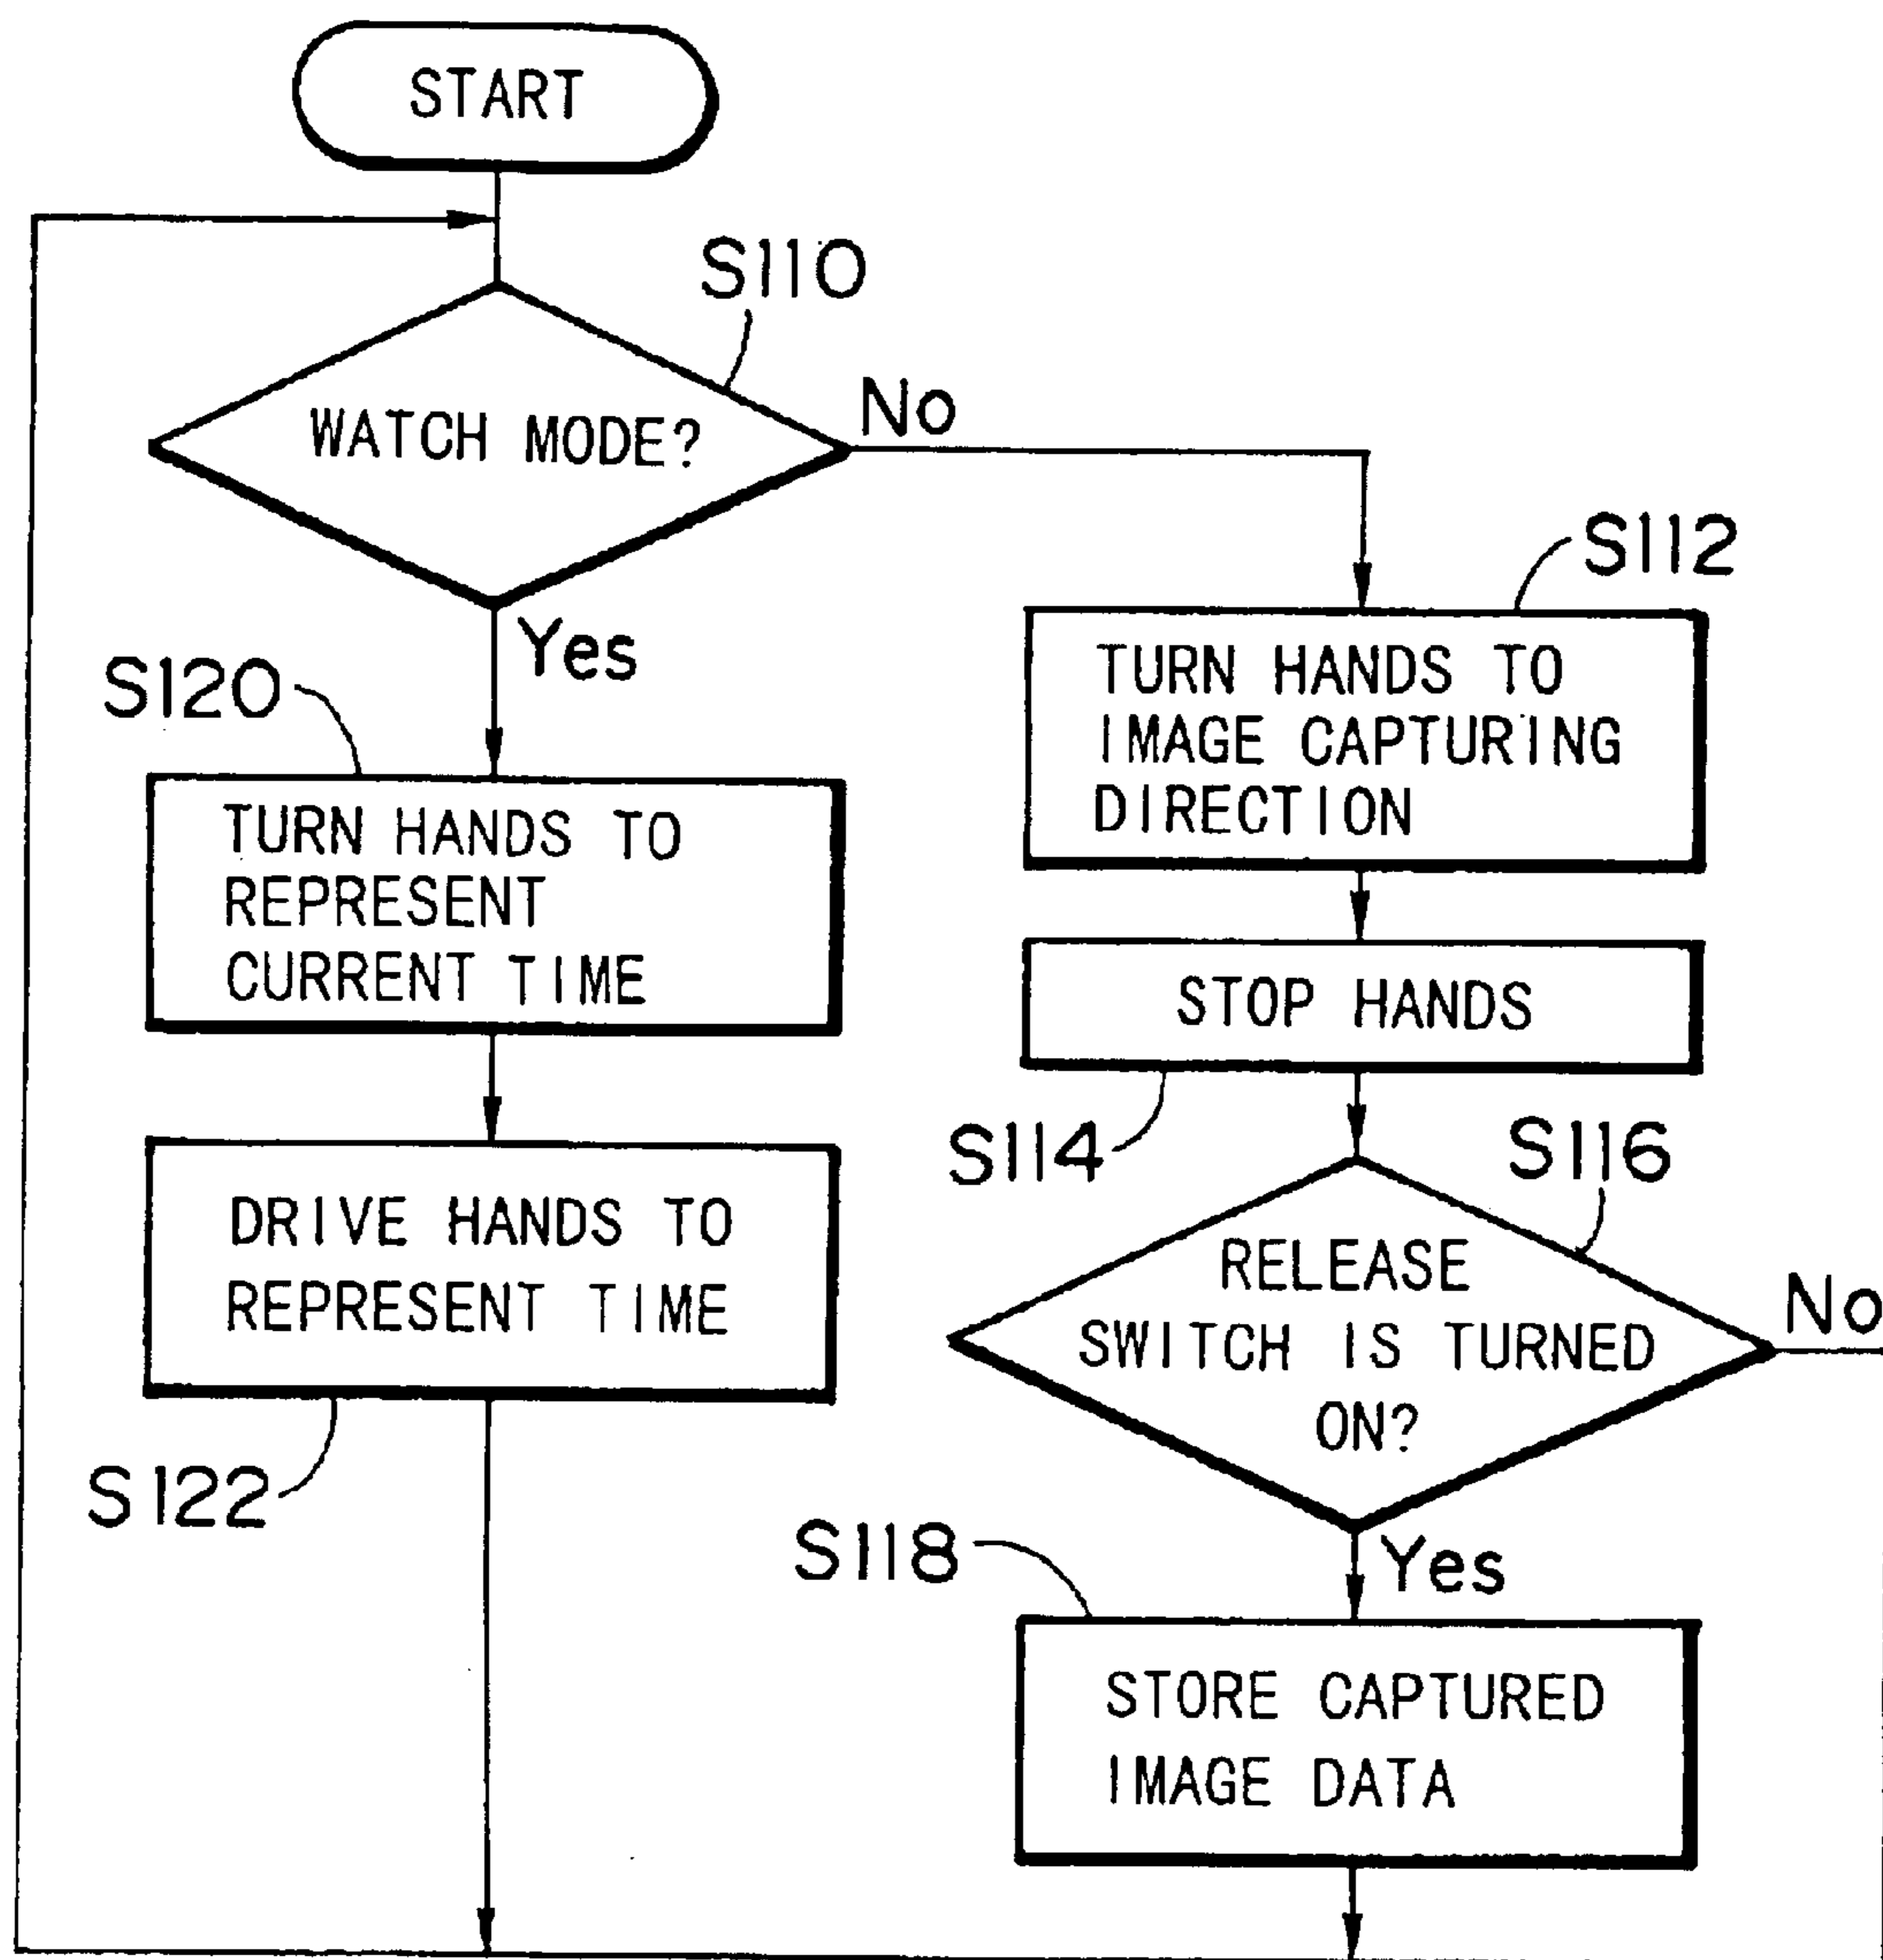 START
S110
WATCH MODE?
No
Yes
S120
TURN HANDS TO
REPRESENT
CURRENT TIME
DRIVE HANDS TO
REPRESENT TIME
S122
S112
TURN HANDS TO
IMAGE CAPTURING
DIRECTION
STOP HANDS
S114
S116
RELEASE
SWITCH IS TURNED
ON?
No
Yes
S118
STORE CAPTURED
IMAGE DATA